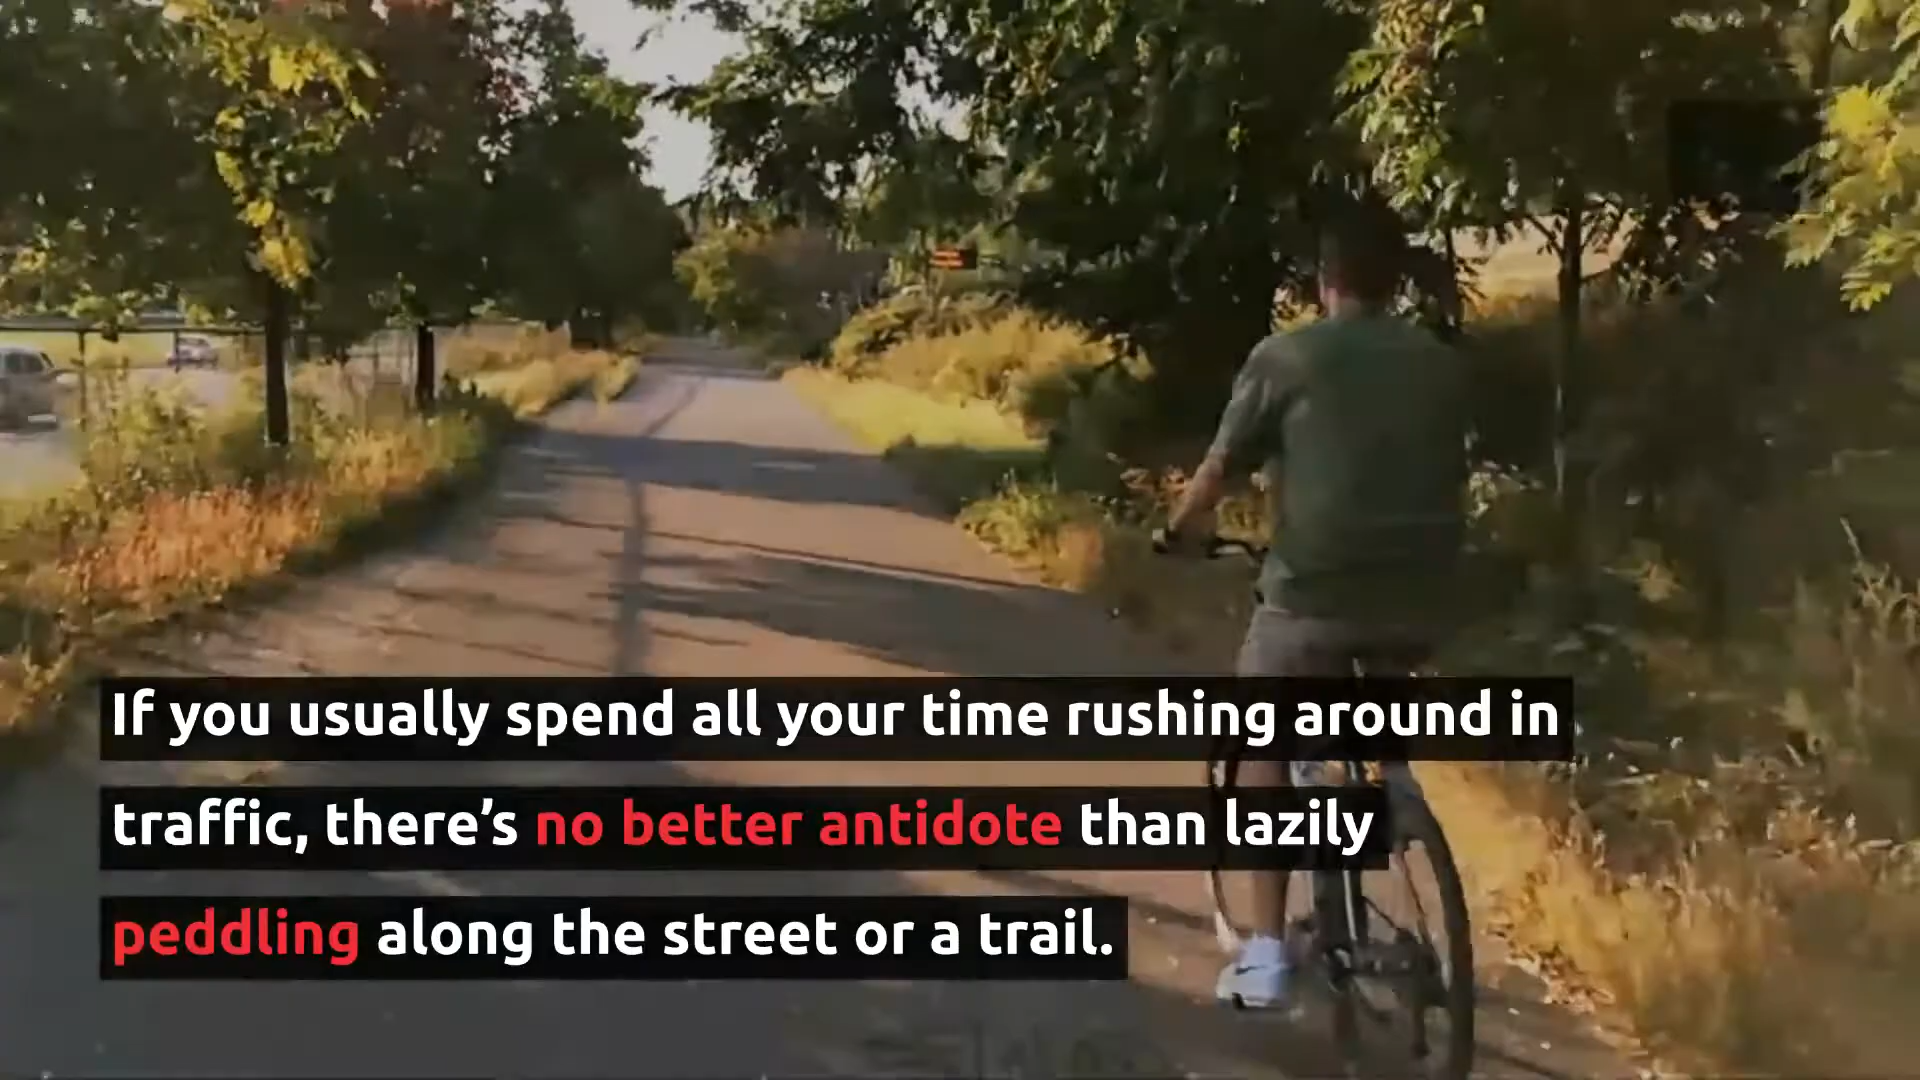 If you usually spend all your time rushing around in
traffic, there’s no better antidote than lazily
peddling along the street or a trail.